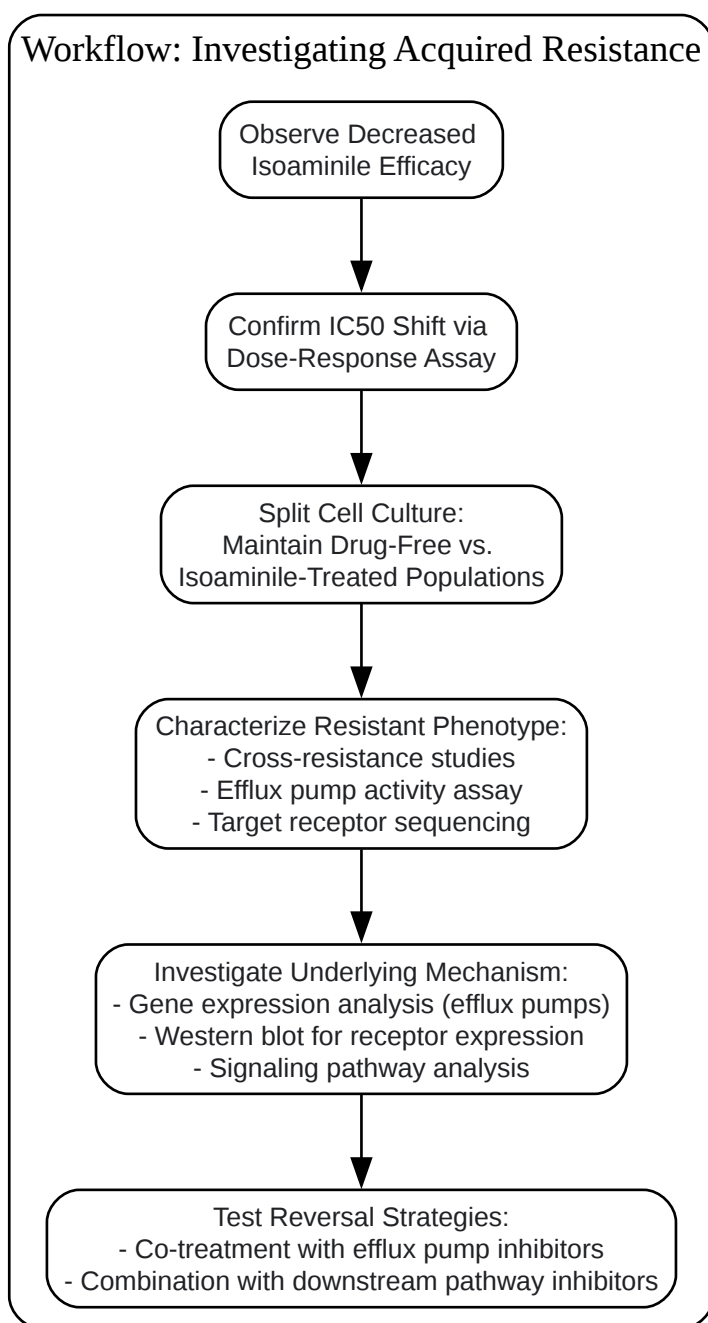 Workflow: Investigating Acquired Resistance
Observe Decreased
Isoaminile Efficacy
Confirm IC50 Shift via
Dose-Response Assay
Split Cell Culture:
Maintain Drug-Free vs.
Isoaminile-Treated Populations
Characterize Resistant Phenotype:
- Cross-resistance studies
- Efflux pump activity assay
- Target receptor sequencing
Investigate Underlying Mechanism:
- Gene expression analysis (efflux pumps)
- Western blot for receptor expression
- Signaling pathway analysis
Test Reversal Strategies:
- Co-treatment with efflux pump inhibitors
- Combination with downstream pathway inhibitors